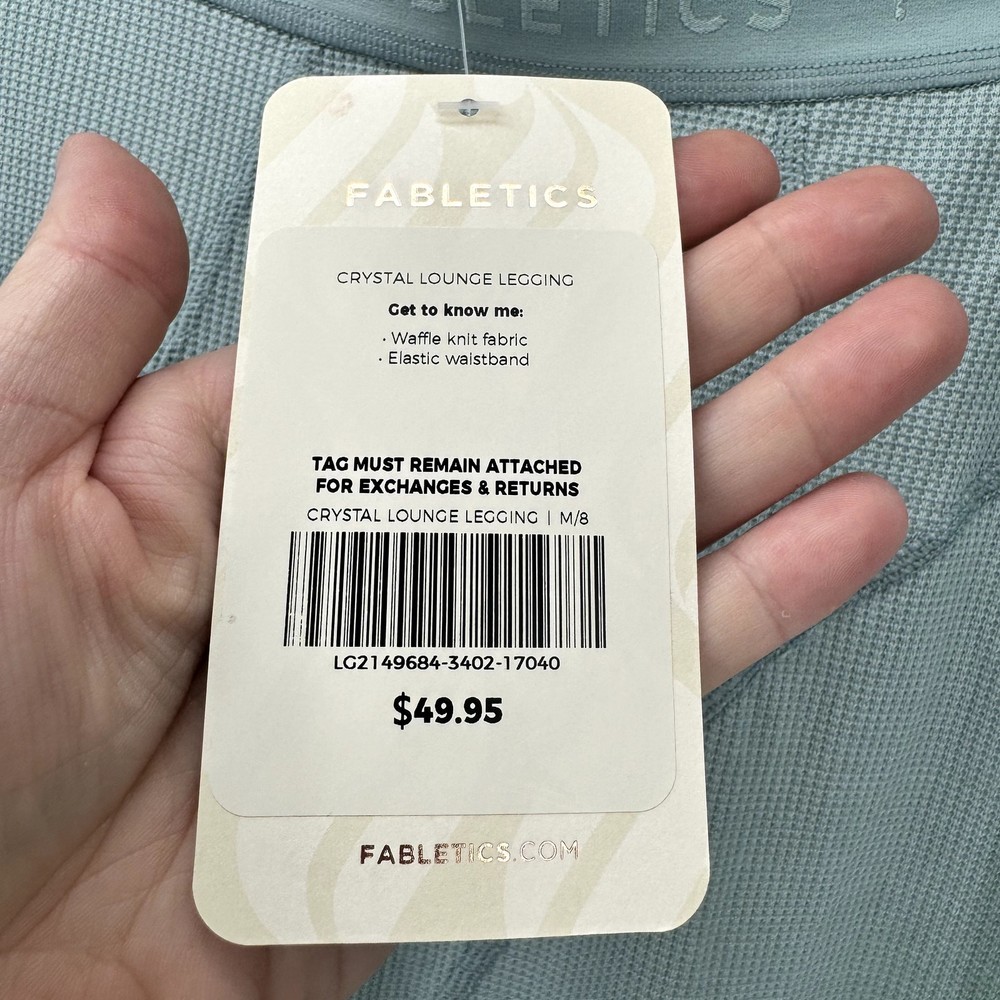 FABLETICS
FABLETICS
CRYSTAL LOUNGE LEGGING
Get to know me:
· Waffle knit fabric
· Elastic waistband
TAG MUST REMAIN ATTACHED
FOR EXCHANGES & RETURNS
CRYSTAL LOUNGE LEGGING | M/8
LG2149684-3402-17040
$49.95
FABLETICS.COM